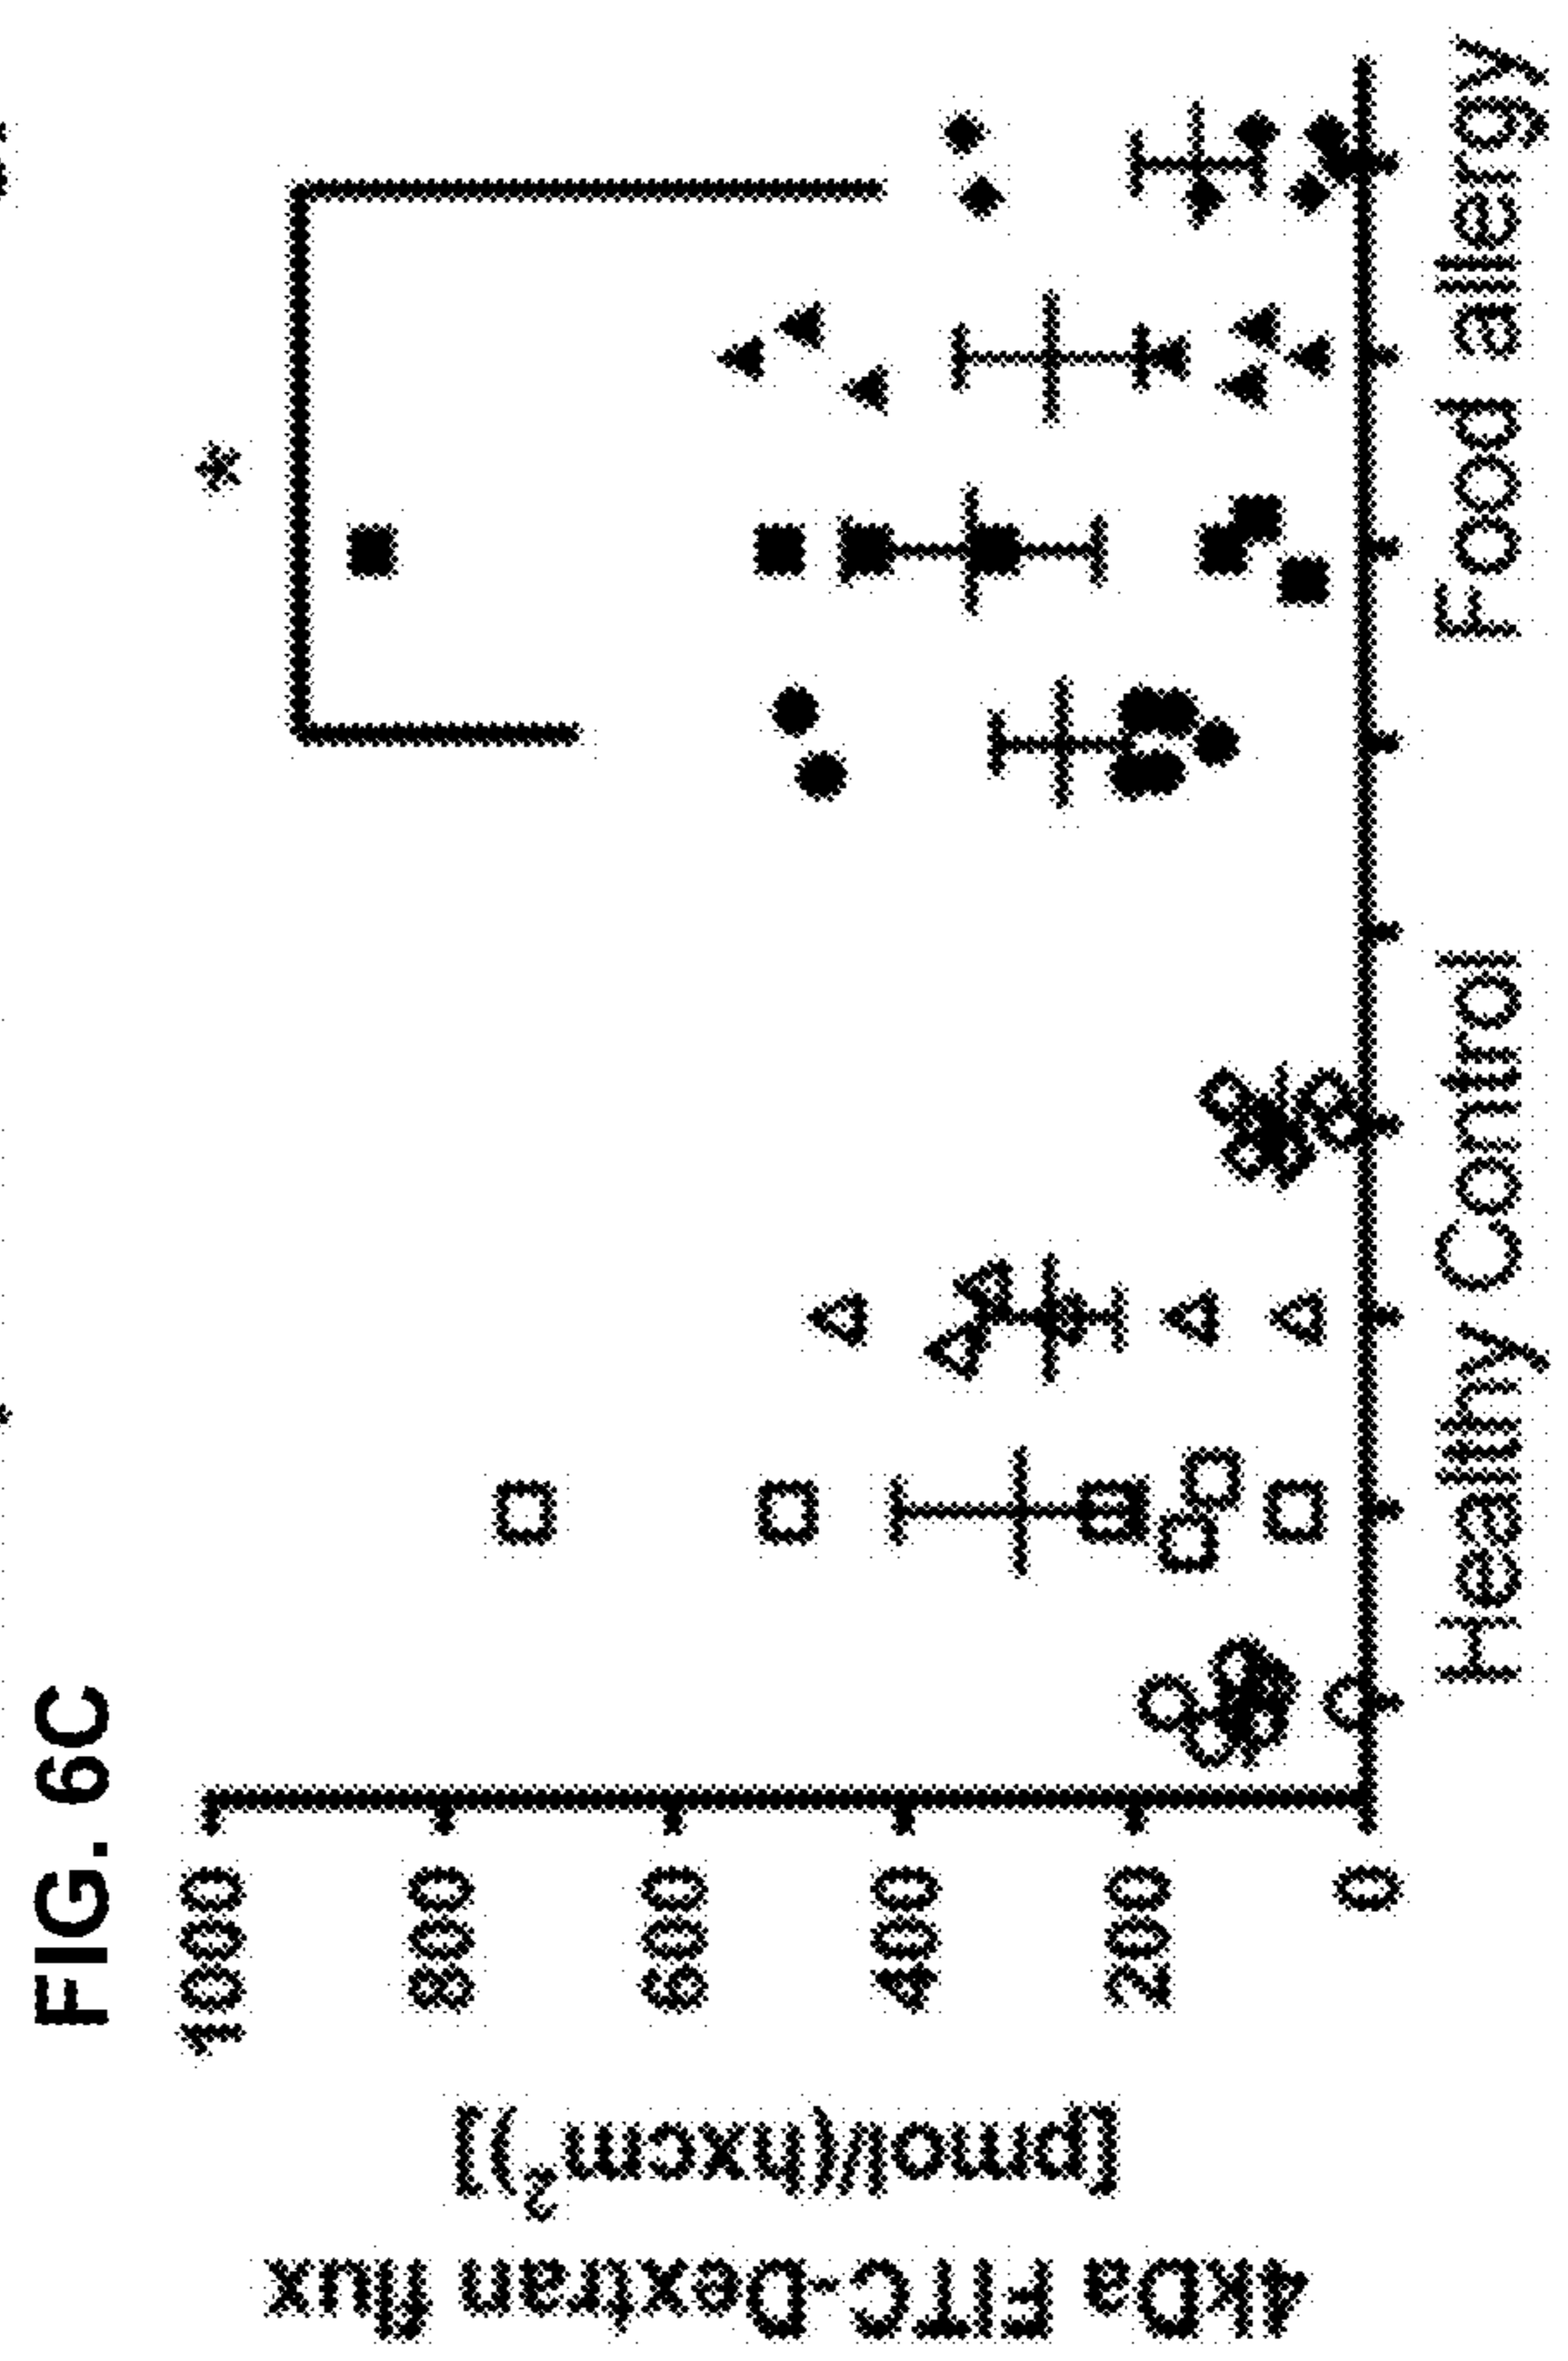 FIG. 6C
4kDa FITC-Dextran flux
[pmol/(hxcm²)]
1000
800
600
400
200
0
*
Healthy Control
Food allergy